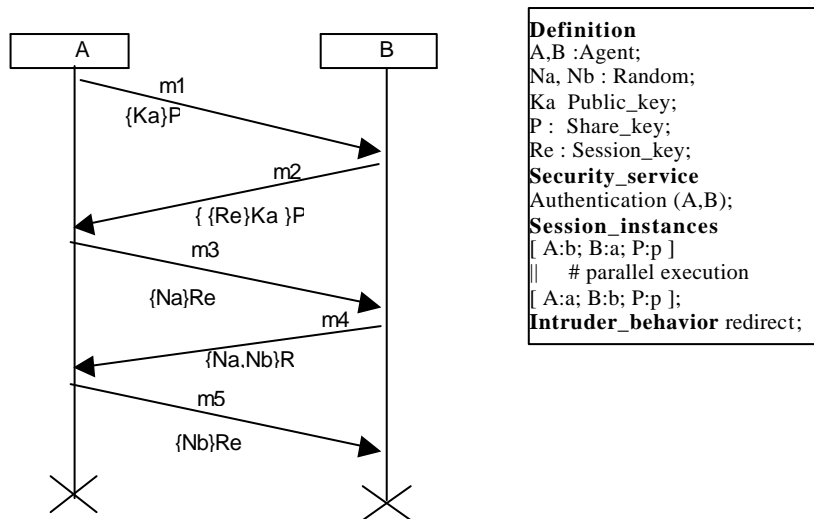 A
B
m1
{Ka}P
m2
{ {Re}Ka }P
m3
{Na}Re
m4
{Na,Nb}R
m5
{Nb}Re
Definition
A,B :Agent;
Na, Nb : Random;
Ka Public_key;
P : Share_key;
Re : Session_key;
Security_service
Authentication (A,B);
Session_instances
[ A:b; B:a; P:p ]
|| # parallel execution
[ A:a; B:b; P:p ];
Intruder_behavior redirect;